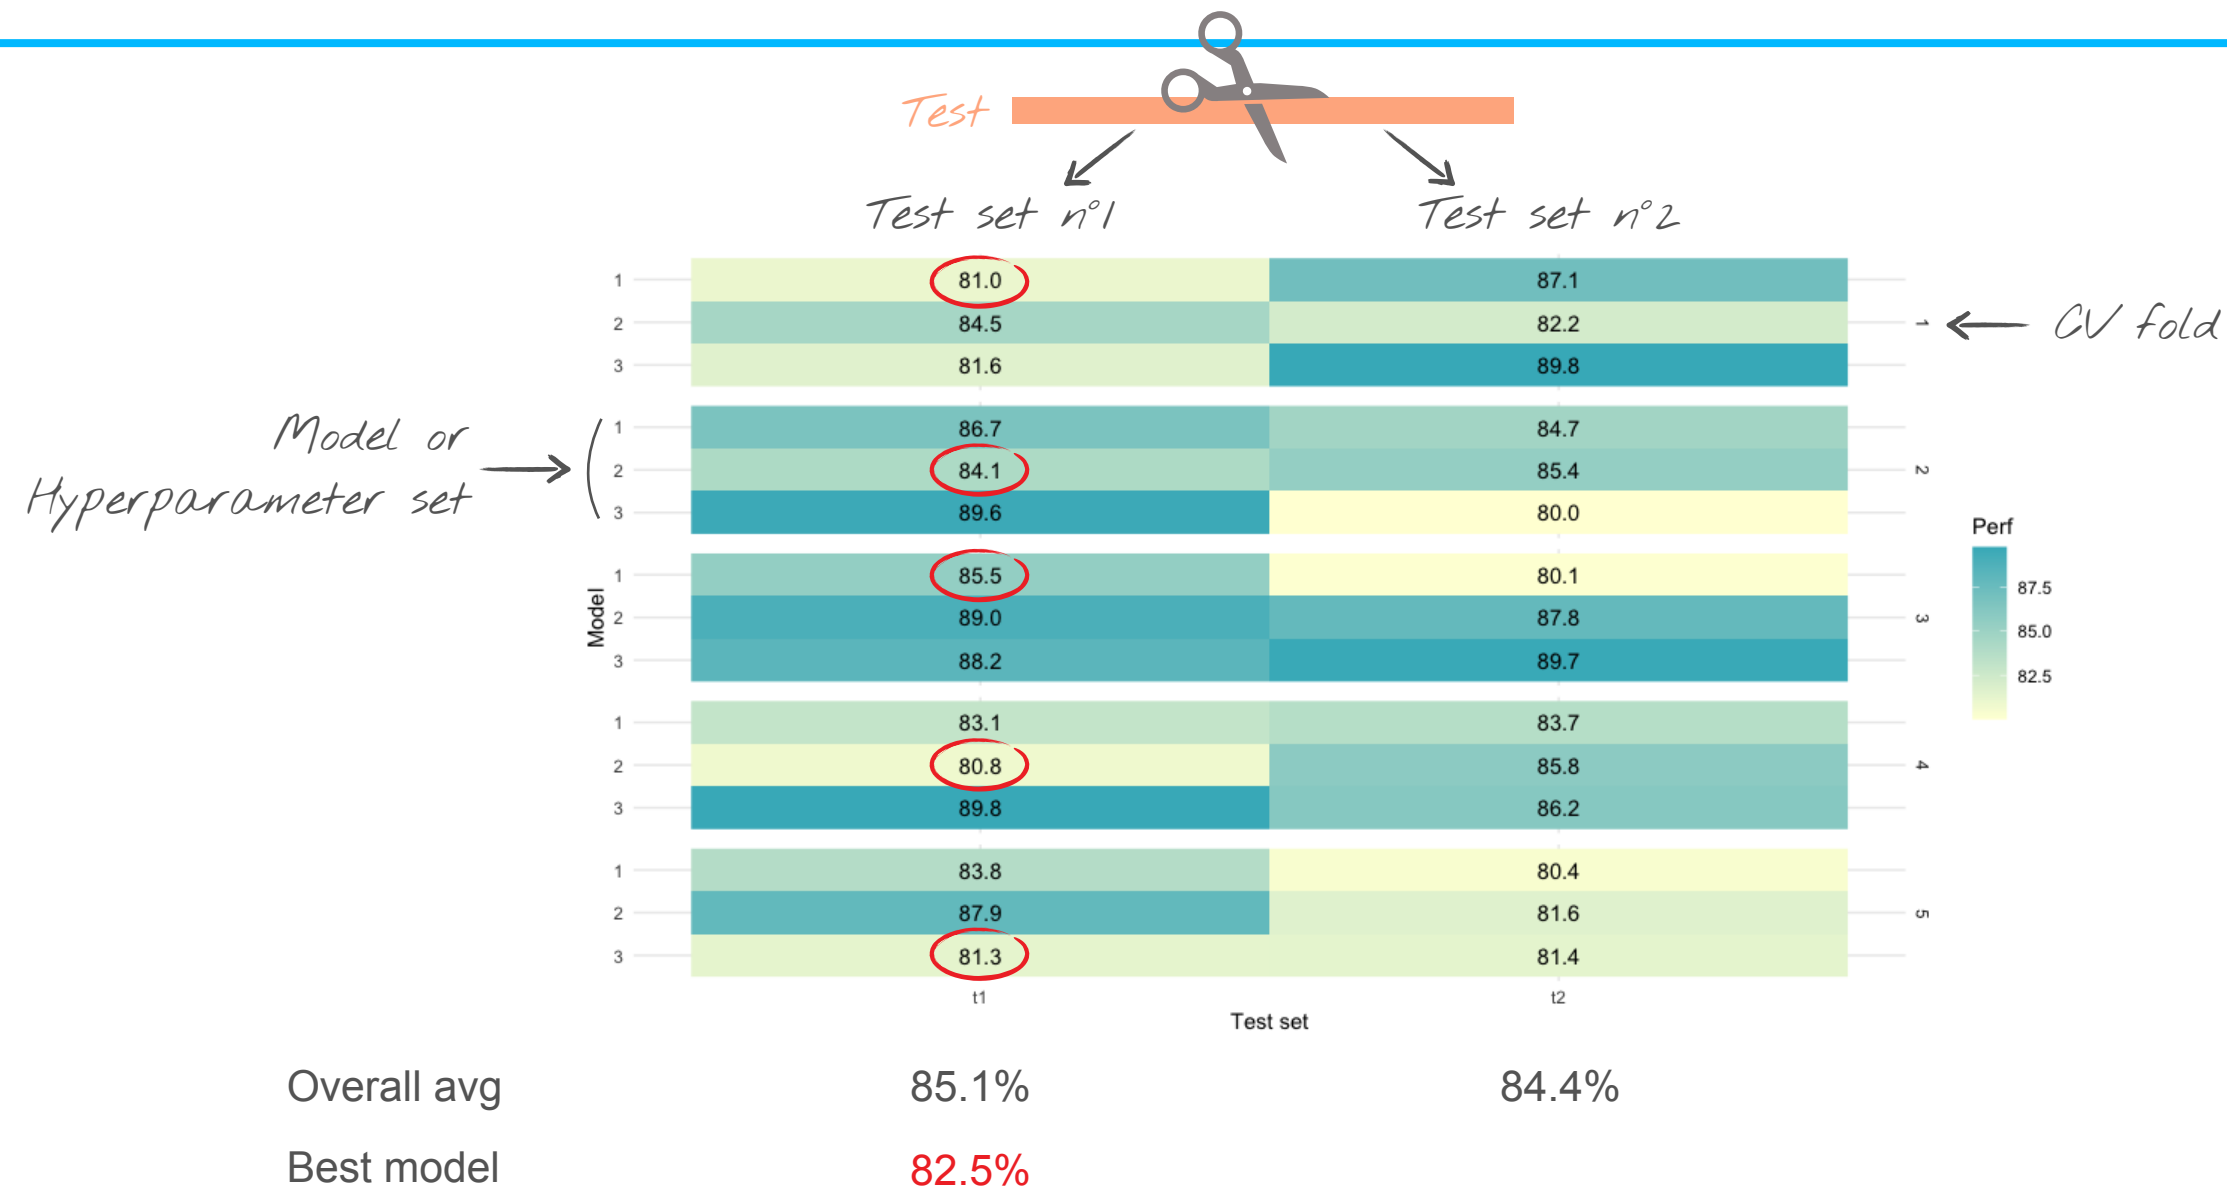 Test
Test set n°1
Test set n°2
1 81.0 87.1
2 84.5 82.2 1 CV fold
3 81.6 89.8
Model or
Hyperparameter set
1 86.7 84.7
2 84.1 85.4 2
3 89.6 80.0
Model
1 85.5 80.1
2 89.0 87.8 3
3 88.2 89.7
1 83.1 83.7
2 80.8 85.8 4
3 89.8 86.2
1 83.8 80.4
2 87.9 81.6 5
3 81.3 81.4
t1 t2
Test set
Perf
87.5
85.0
82.5
Overall avg 85.1% 84.4%
Best model 82.5%